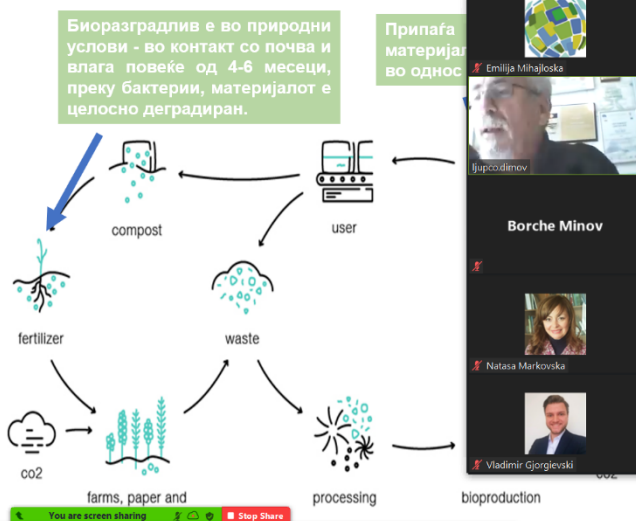 Биоразградлив е во природни
услови - во контакт со почва и
влага повеќе од 4-6 месеци,
преку бактерии, материјалот е
целосно деградиран.
Припаѓа
во однос
Emilija Mihajloska
ljupco.dimov
Borche Minov
Natasa Markovska
Vladimir Gjorgievski
compost
user
fertilizer
waste
co2
farms, paper and
processing
bioproduction
You are screen sharing
Stop Share